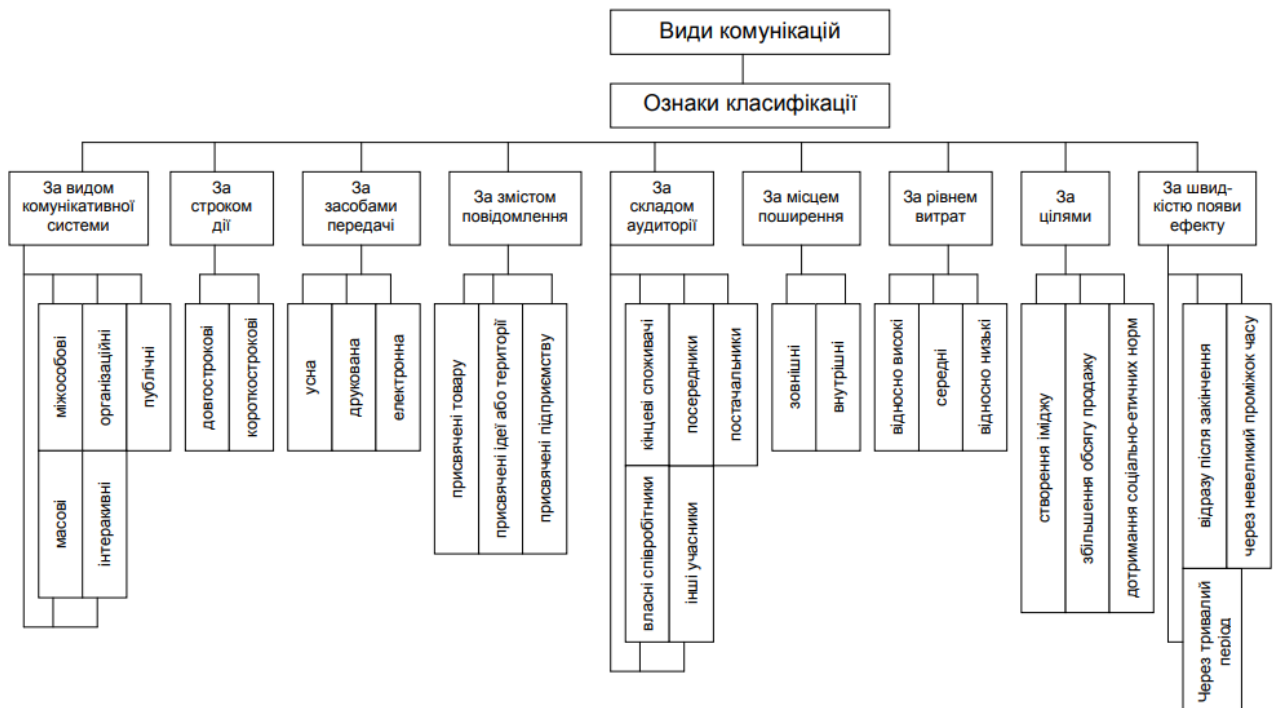 Види комунікацій
Ознаки класифікації
За видом
комунікативної
системи
За
строком
дії
За
засобами
передачі
За змістом
повідомлення
За
складом
аудиторії
За місцем
поширення
За рівнем
витрат
За
цілями
За швид-
кістю появи
ефекту
міжособові
організаційні
публічні
масові
інтеракивні
довгострокові
короткострокові
усна
друкована
електронна
присвячені товару
присвячені ідеї або території
присвячені підприємству
кінцеві споживачі
посередники
постачальники
власні співробітники
інші учасники
зовнішні
внутрішні
відносно високі
середні
відносно низькі
створення іміджу
збільшення обсягу продажу
дотримання соціально-етичних норм
відразу після закінчення
через невеликий проміжок часу
Через тривалий
період